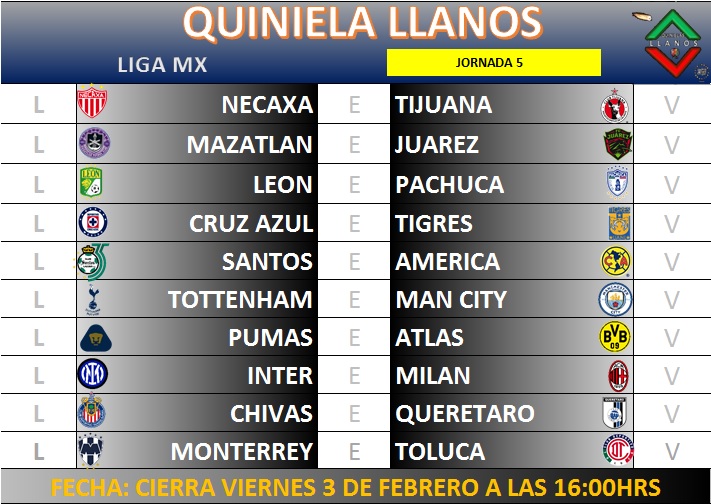 QUINIELA LLANOS
LLANOS
LIGA MX JORNADA 5
L NECAXA E TIJUANA V
L MAZATLAN E JUAREZ V
L LEON E PACHUCA V
L CRUZ AZUL E TIGRES V
L SANTOS E AMERICA V
L TOTTENHAM E MAN CITY V
L PUMAS E ATLAS V
L INTER E MILAN V
L CHIVAS E QUERETARO V
L MONTERREY E TOLUCA V
FECHA: CIERRA VIERNES 3 DE FEBRERO A LAS 16:00HRS